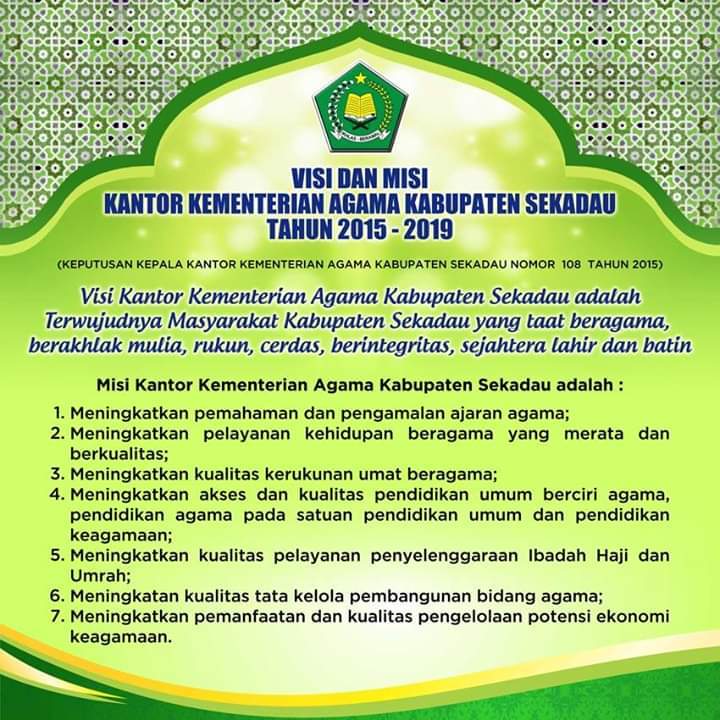 IKHLAS BERAMAL
VISI DAN MISI
KANTOR KEMENTERIAN AGAMA KABUPATEN SEKADAU
TAHUN 2015 - 2019
(KEPUTUSAN KEPALA KANTOR KEMENTERIAN AGAMA KABUPATEN SEKADAU NOMOR 108 TAHUN 2015)
Visi Kantor Kementerian Agama Kabupaten Sekadau adalah
Terwujudnya Masyarakat Kabupaten Sekadau yang taat beragama,
berakhlak mulia, rukun, cerdas, berintegritas, sejahtera lahir dan batin
Misi Kantor Kementerian Agama Kabupaten Sekadau adalah :
1. Meningkatkan pemahaman dan pengamalan ajaran agama;
2. Meningkatkan pelayanan kehidupan beragama yang merata dan
berkualitas;
3. Meningkatkan kualitas kerukunan umat beragama;
4. Meningkatkan akses dan kualitas pendidikan umum berciri agama,
pendidikan agama pada satuan pendidikan umum dan pendidikan
keagamaan;
5. Meningkatkan kualitas pelayanan penyelenggaraan Ibadah Haji dan
Umrah;
6. Meningkatan kualitas tata kelola pembangunan bidang agama;
7. Meningkatkan pemanfaatan dan kualitas pengelolaan potensi ekonomi
keagamaan.